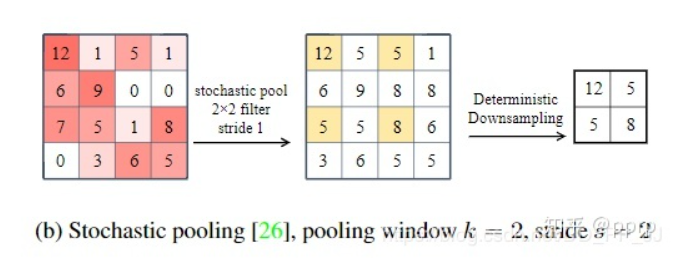 12 1 5 1
6 9 0 0
7 5 1 8
0 3 6 5
stochastic pool
2×2 filter
stride 1
12 5 5 1
6 9 8 8
5 5 8 6
3 6 5 5
Deterministic
Downsampling
12 5
5 8
(b) Stochastic pooling [26], pooling window k = 2, stride s = 2
知乎 @pprp